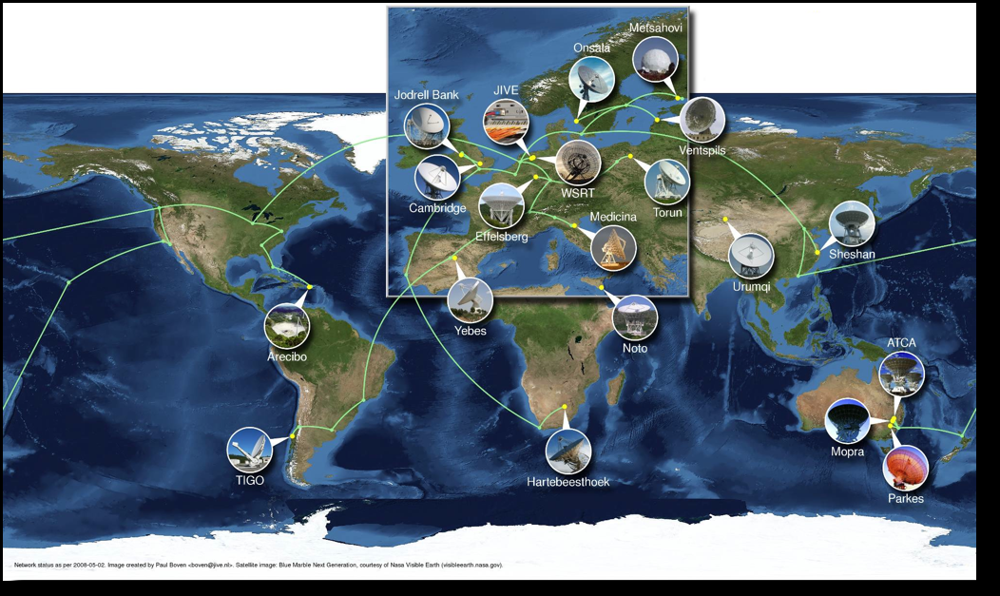 Metsahovi
Onsala
JIVE
Jodrell Bank
Ventspils
WSRT
Cambridge
Torun
Effelsberg
Medicina
Sheshan
Urumqi
Yebes
Noto
ATCA
Arecibo
Mopra
TIGO
Hartebeesthoek
Parkes
Network status as per 2008-05-02. Image created by Paul Boven <boven@jive.nl>. Satellite image: Blue Marble Next Generation, courtesy of Nasa Visible Earth (visibleearth.nasa.gov).